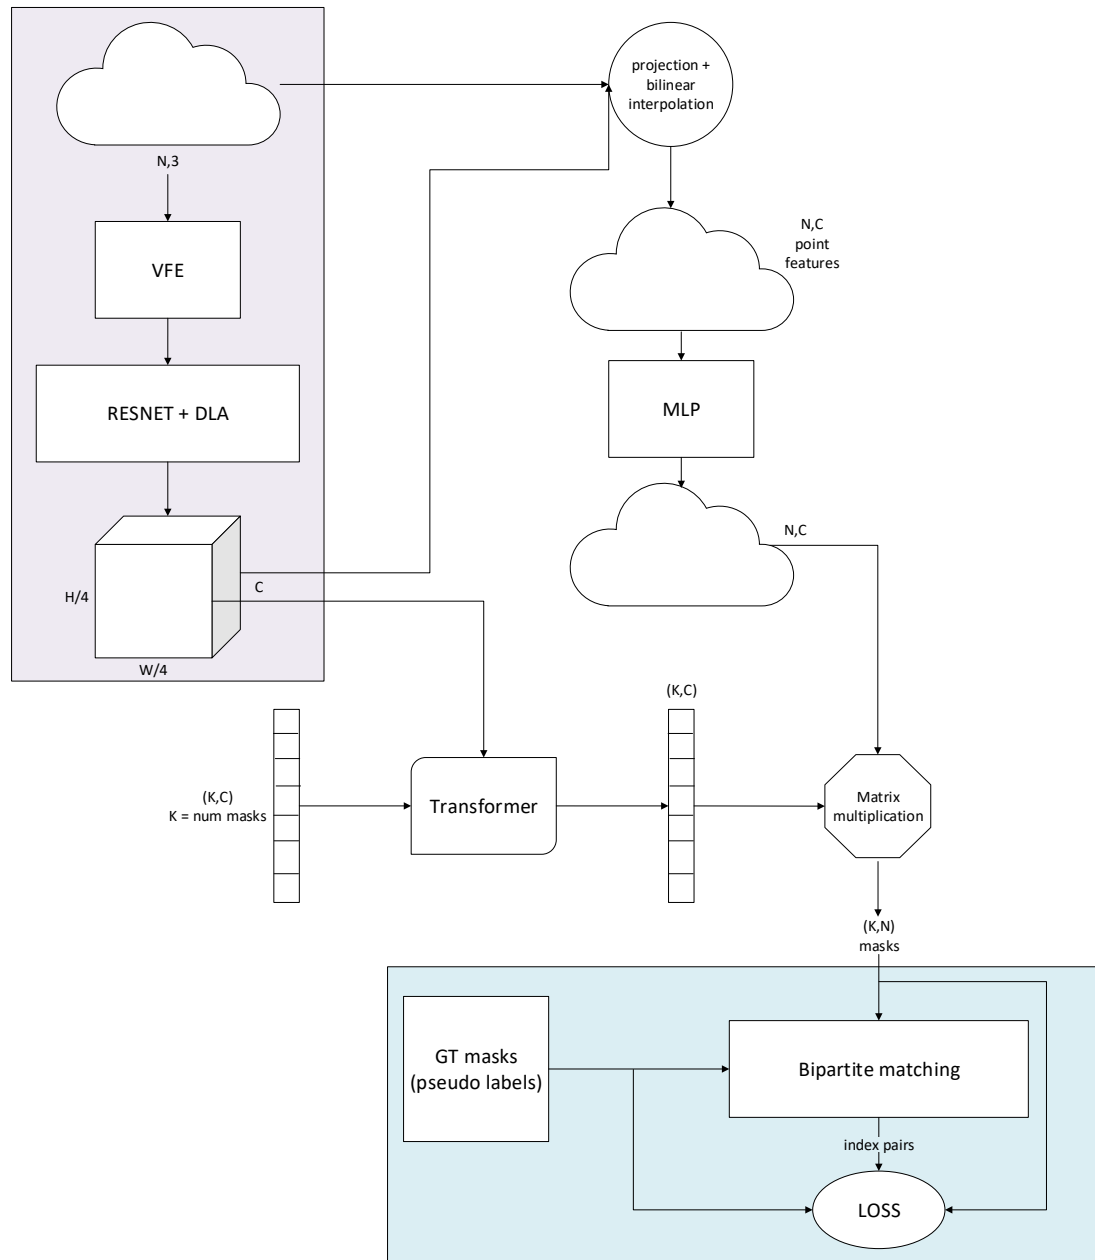 projection +
bilinear
interpolation
N,3
N,C
point
features
VFE
RESNET + DLA
MLP
N,C
C
H/4
W/4
(K,C)
(K,C)
K = num masks
Transformer
Matrix
multiplication
(K,N)
masks
GT masks
(pseudo labels)
Bipartite matching
index pairs
LOSS